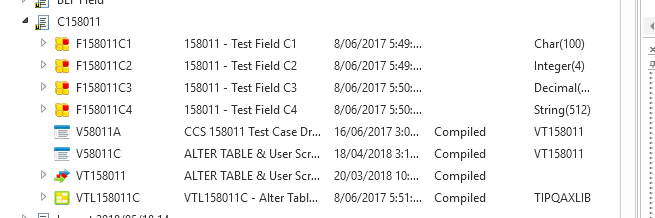 BEF Field
C158011
F158011C1 158011 - Test Field C1 8/06/2017 5:49:... Char(100)
F158011C2 158011 - Test Field C2 8/06/2017 5:49:... Integer(4)
F158011C3 158011 - Test Field C3 8/06/2017 5:50:... Decimal(...
F158011C4 158011 - Test Field C4 8/06/2017 5:50:... String(512)
V58011A CCS 158011 Test Case Dr... 16/06/2017 3:0... Compiled VT158011
V58011C ALTER TABLE & User Scr... 18/04/2018 3:1... Compiled VT158011
VT158011 ALTER TABLE & User Scr... 20/03/2018 10:... Compiled
VTL158011C VTL158011C - Alter Tabl... 8/06/2017 5:51:... Compiled TIPQAXLIB